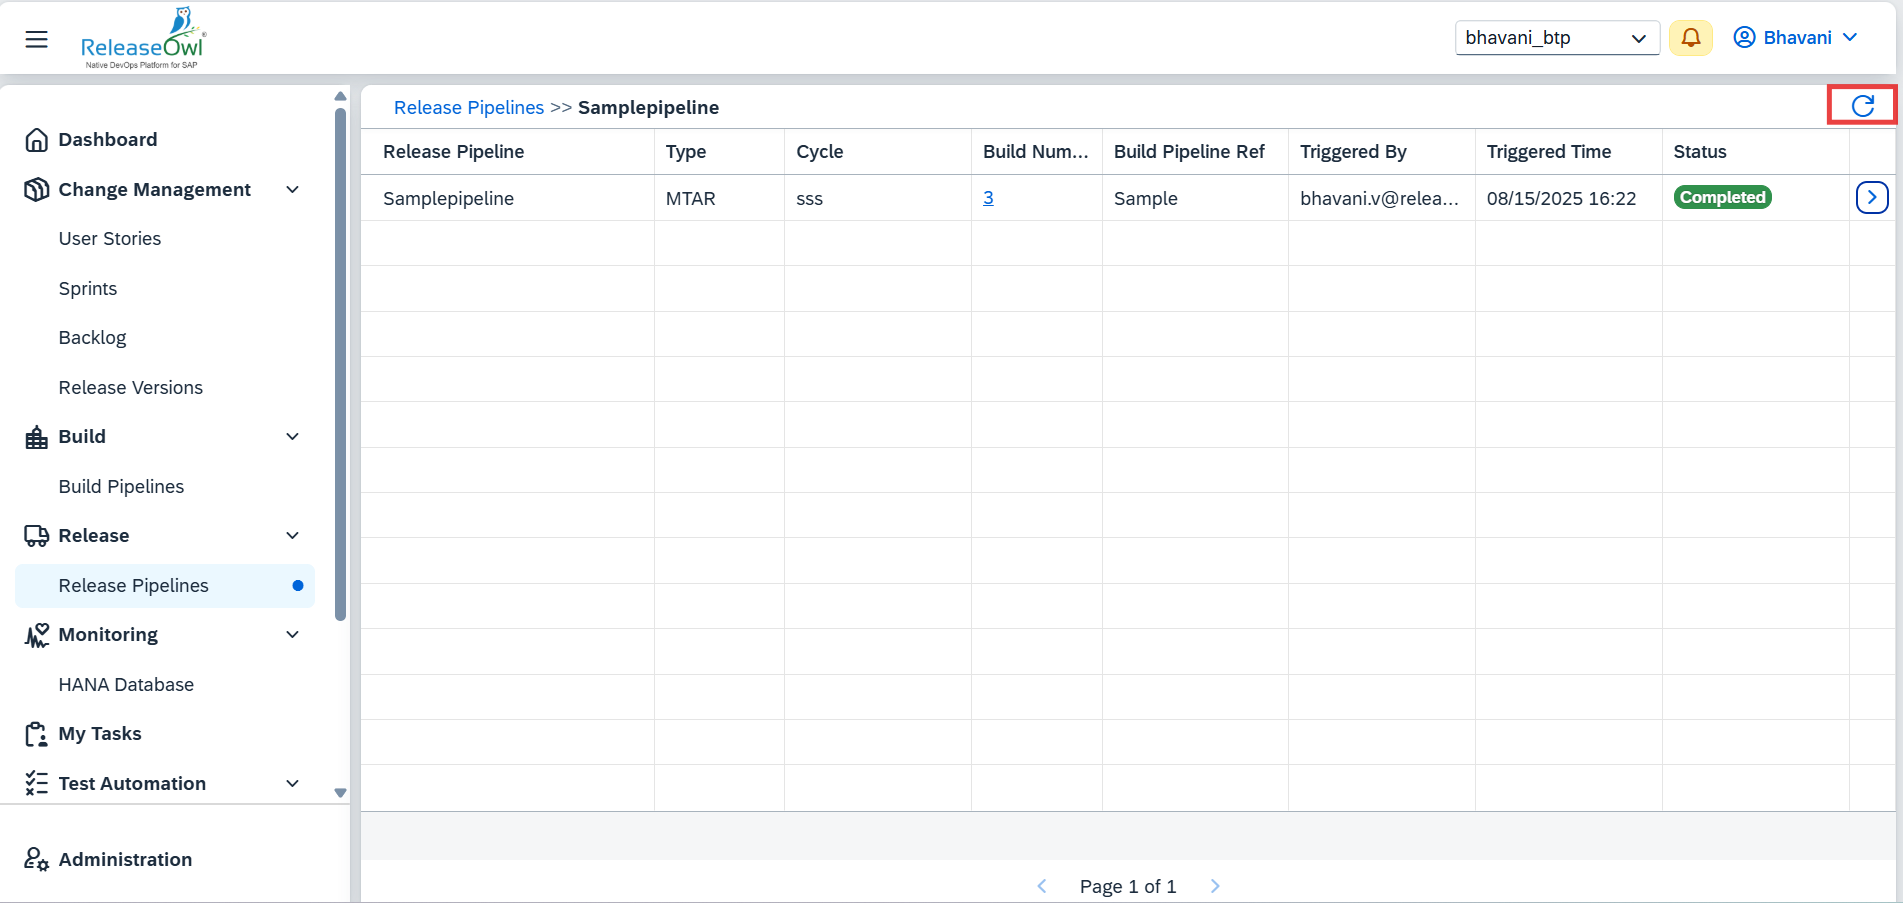 ReleaseOwl®
Native DevOps Platform for SAP
bhavani_btp
Bhavani
Dashboard
Change Management
User Stories
Sprints
Backlog
Release Versions
Build
Build Pipelines
Release
Release Pipelines
Monitoring
HANA Database
My Tasks
Test Automation
Administration
Release Pipelines >> Samplepipeline
Release Pipeline Type Cycle Build Num... Build Pipeline Ref Triggered By Triggered Time Status
Samplepipeline MTAR sss 3 Sample bhavani.v@relea... 08/15/2025 16:22 Completed
Page 1 of 1